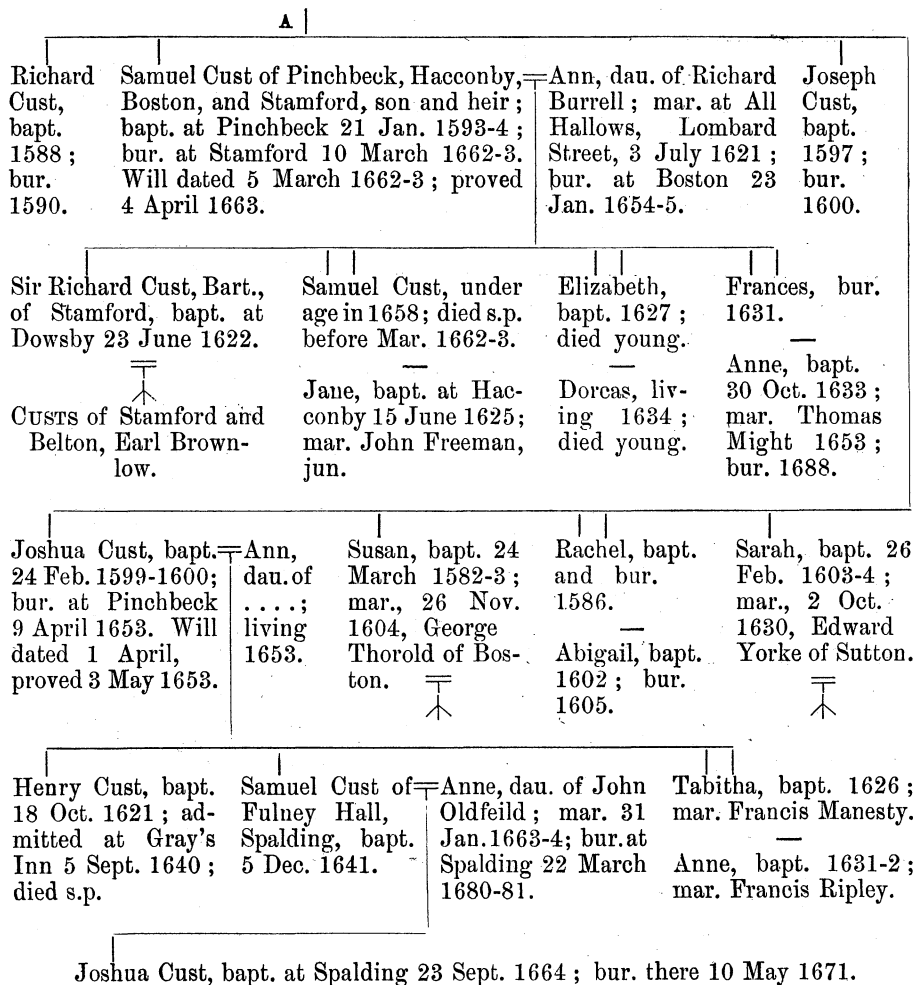 A
Richard
Cust,
bapt.
1588 ;
bur.
1590.
Samuel Cust of Pinchbeck, Hacconby,
Boston, and Stamford, son and heir ;
bapt. at Pinchbeck 21 Jan. 1593-4 ;
bur. at Stamford 10 March 1662-3.
Will dated 5 March 1662-3 ; proved
4 April 1663.
Ann, dau. of Richard
Burrell ; mar. at All
Hallows, Lombard
Street, 3 July 1621 ;
bur. at Boston 23
Jan. 1654-5.
Joseph
Cust,
bapt.
1597 ;
bur.
1600.
Sir Richard Cust, Bart.,
of Stamford, bapt. at
Dowsby 23 June 1622.
CUSTS of Stamford and
Belton, Earl Brown-
low.
Samuel Cust, under
age in 1658; died s.p.
before Mar. 1662-3.
—
Jane, bapt. at Hac-
conby 15 June 1625;
mar. John Freeman,
jun.
Elizabeth,
bapt. 1627 ;
died young.
—
Dorcas, liv-
ing 1634 ;
died young.
Frances, bur.
1631.
—
Anne, bapt.
30 Oct. 1633 ;
mar. Thomas
Might 1653 ;
bur. 1688.
Joshua Cust, bapt.
24 Feb. 1599-1600;
bur. at Pinchbeck
9 April 1653. Will
dated 1 April,
proved 3 May 1653.
Ann,
dau. of
. . . . ;
living
1653.
Susan, bapt. 24
March 1582-3 ;
mar., 26 Nov.
1604, George
Thorold of Bos-
ton.
Rachel, bapt.
and bur.
1586.
—
Abigail, bapt.
1602 ; bur.
1605.
Sarah, bapt. 26
Feb. 1603-4 ;
mar., 2 Oct.
1630, Edward
Yorke of Sutton.
Henry Cust, bapt.
18 Oct. 1621 ; ad-
mitted at Gray's
Inn 5 Sept. 1640 ;
died s.p.
Samuel Cust of
Fulney Hall,
Spalding, bapt.
5 Dec. 1641.
Anne, dau. of John
Oldfeild ; mar. 31
Jan. 1663-4; bur. at
Spalding 22 March
1680-81.
Tabitha, bapt. 1626 ;
mar. Francis Manesty.
—
Anne, bapt. 1631-2 ;
mar. Francis Ripley.
Joshua Cust, bapt. at Spalding 23 Sept. 1664 ; bur. there 10 May 1671.